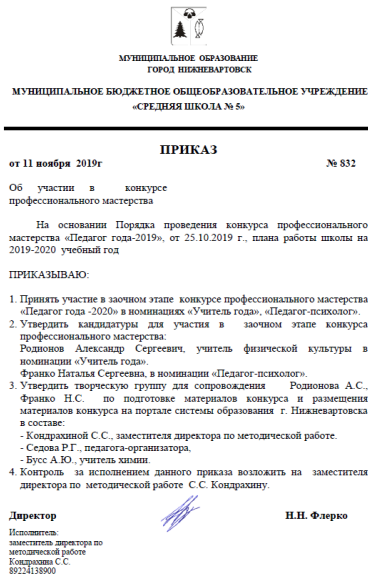 МУНИЦИПАЛЬНОЕ ОБРАЗОВАНИЕ
ГОРОД НИЖНЕВАРТОВСК
МУНИЦИПАЛЬНОЕ БЮДЖЕТНОЕ ОБЩЕОБРАЗОВАТЕЛЬНОЕ УЧРЕЖДЕНИЕ
«СРЕДНЯЯ ШКОЛА № 5»
ПРИКАЗ
от 11 ноября 2019г № 832
Об участии в конкурсе
профессионального мастерства
На основании Порядка проведения конкурса профессионального
мастерства «Педагог года-2019», от 25.10.2019 г., плана работы школы на
2019-2020 учебный год
ПРИКАЗЫВАЮ:
1. Принять участие в заочном этапе конкурсе профессионального мастерства
«Педагог года -2020» в номинациях «Учитель года», «Педагог-психолог».
2. Утвердить кандидатуры для участия в заочном этапе конкурса
профессионального мастерства:
Родионов Александр Сергеевич, учитель физической культуры в
номинации «Учитель года».
Франко Наталья Сергеевна, в номинации «Педагог-психолог».
3. Утвердить творческую группу для сопровождения Родионова А.С.,
Франко Н.С. по подготовке материалов конкурса и размещения
материалов конкурса на портале системы образования г. Нижневартовска
в составе:
- Кондрахиной С.С., заместителя директора по методической работе.
- Седова Р.Г., педагога-организатора,
- Бусс А.Ю., учитель химии.
4. Контроль за исполнением данного приказа возложить на заместителя
директора по методической работе С.С. Кондрахину.
Директор Н.Н. Флерко
Исполнитель:
заместитель директора по
методической работе
Кондрахина С.С.
89224138900